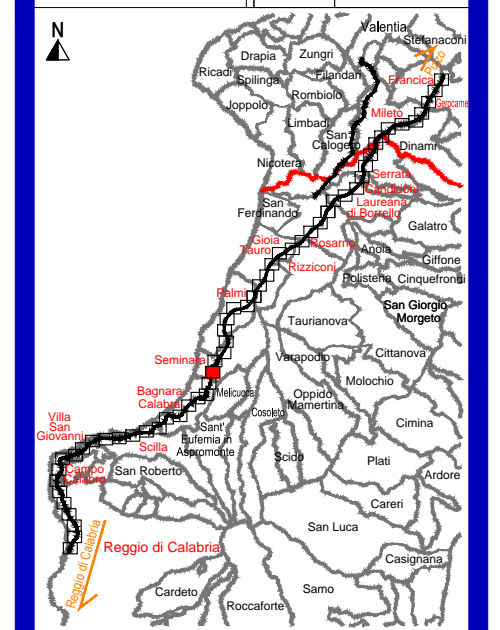 N
Valentia
Stefanaconi
Drapia
Zungri
Pizzo
Ricadi
Spilinga
Filandari
Francica
Rombiolo
Joppolo
Gerocarne
Mileto
Limbadi
San
Calogero
Dinami
Nicotera
Serrata
Candidoni
San
Ferdinando
Laureana
di Borrello
Galatro
Gioia
Tauro
Rosarno
Anoia
Giffone
Rizziconi
Polistena
Cinquefrondi
Palmi
San Giorgio
Morgeto
Taurianova
Seminara
Varapodio
Cittanova
Molochio
Bagnara
Calabra
Melicucca
Oppido
Mamertina
Cosoleto
Villa
San
Giovanni
Sant'
Eufemia in
Aspromonte
Cimina
Scilla
Scido
Plati
Campo
Calabro
San Roberto
Ardore
Careri
Reggio di Calabria
San Luca
Reggio di Calabria
Casignana
Cardeto
Samo
Roccaforte